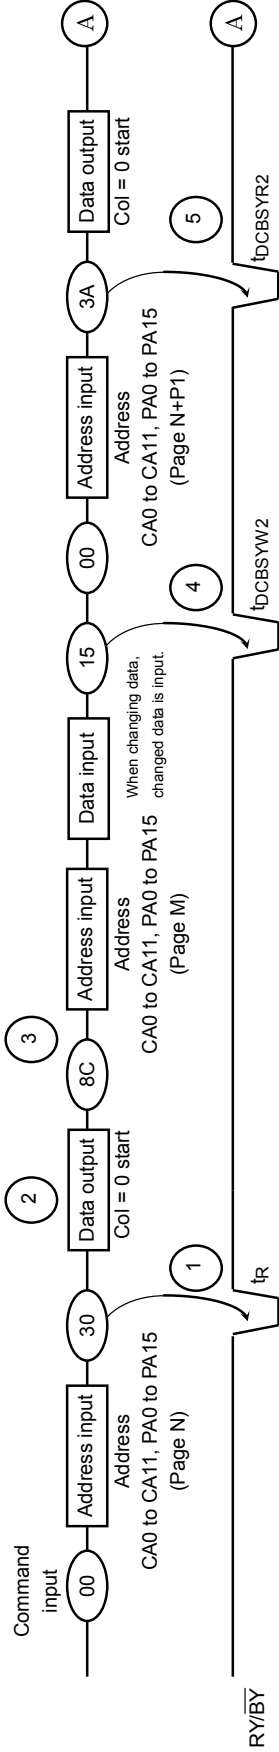 Command
input
00
Address input
Address
CA0 to CA11, PA0 to PA15
(Page N)
30
2
Data output
Col = 0 start
3
8C
Address input
Address
CA0 to CA11, PA0 to PA15
(Page M)
Data input
When changing data,
changed data is input.
15
00
Address input
Address
CA0 to CA11, PA0 to PA15
(Page N+P1)
3A
Data output
Col = 0 start
A
RY/BY
1
tR
4
tDCBSYW2
5
tDCBSYR2
A